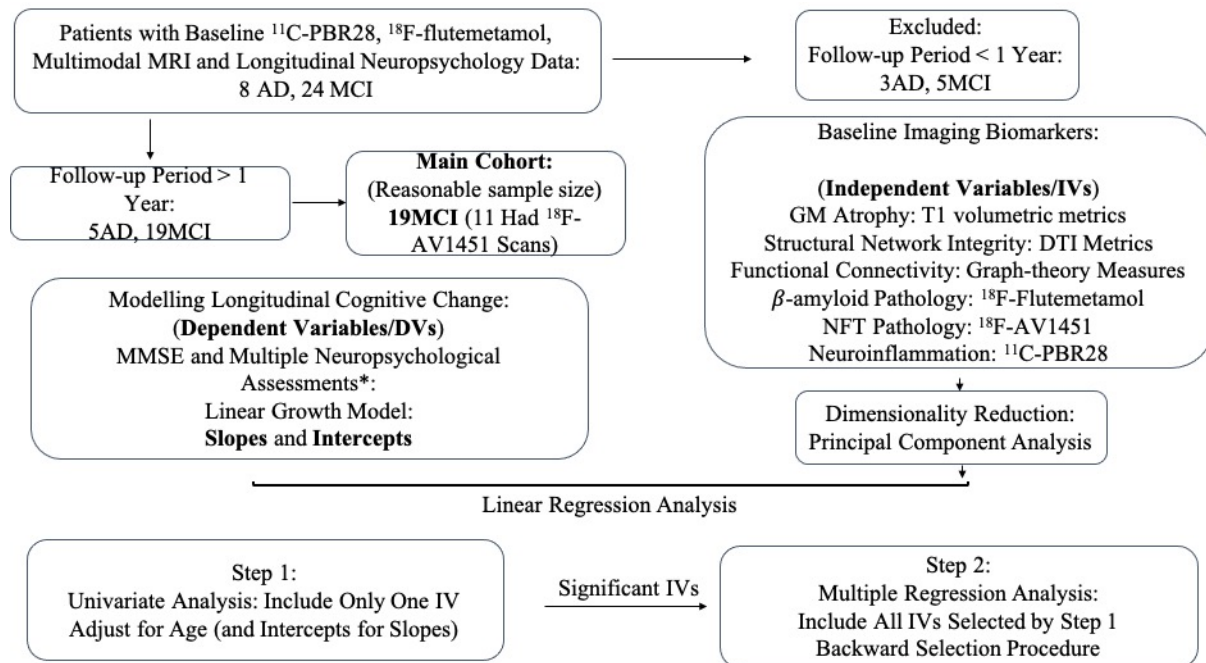 Patients with Baseline ¹¹C-PBR28, ¹⁸F-flutemetamol,
Multimodal MRI and Longitudinal Neuropsychology Data:
8 AD, 24 MCI
Excluded:
Follow-up Period < 1 Year:
3AD, 5MCI
Follow-up Period > 1
Year:
5AD, 19MCI
Main Cohort:
(Reasonable sample size)
19MCI (11 Had ¹⁸F-
AV1451 Scans)
Baseline Imaging Biomarkers:
(Independent Variables/IVs)
GM Atrophy: T1 volumetric metrics
Structural Network Integrity: DTI Metrics
Functional Connectivity: Graph-theory Measures
β-amyloid Pathology: ¹⁸F-Flutemetamol
NFT Pathology: ¹⁸F-AV1451
Neuroinflammation: ¹¹C-PBR28
Modelling Longitudinal Cognitive Change:
(Dependent Variables/DVs)
MMSE and Multiple Neuropsychological
Assessments*:
Linear Growth Model:
Slopes and Intercepts
Dimensionality Reduction:
Principal Component Analysis
Linear Regression Analysis
Step 1:
Univariate Analysis: Include Only One IV
Adjust for Age (and Intercepts for Slopes)
Significant IVs
Step 2:
Multiple Regression Analysis:
Include All IVs Selected by Step 1
Backward Selection Procedure